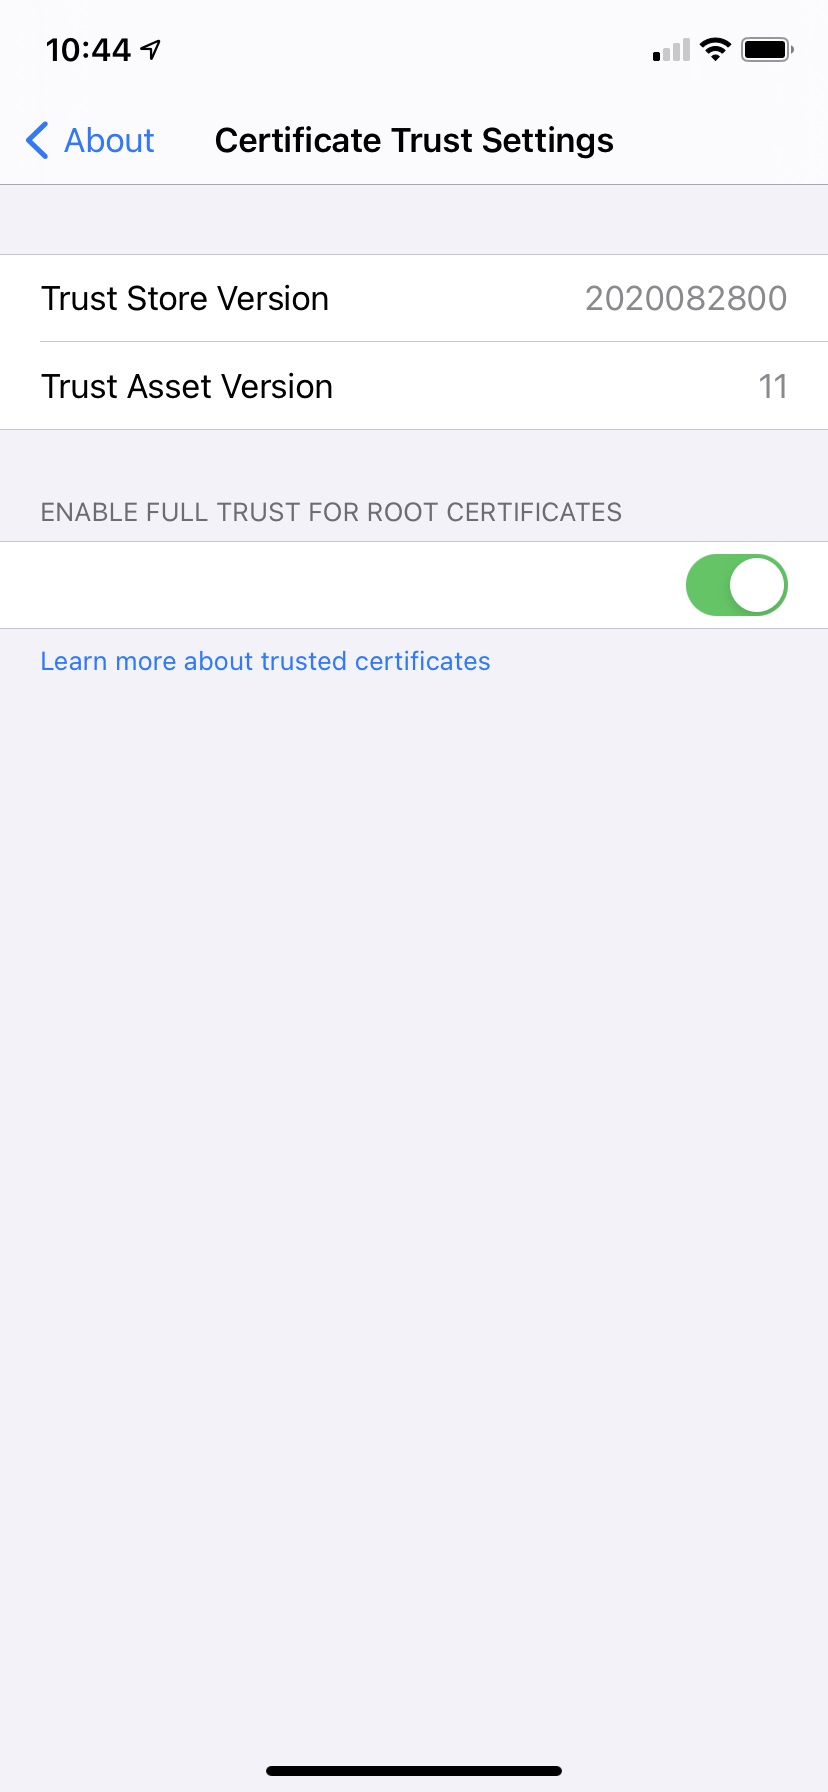 10:44
About
Certificate Trust Settings
Trust Store Version 2020082800
Trust Asset Version 11
ENABLE FULL TRUST FOR ROOT CERTIFICATES
Learn more about trusted certificates